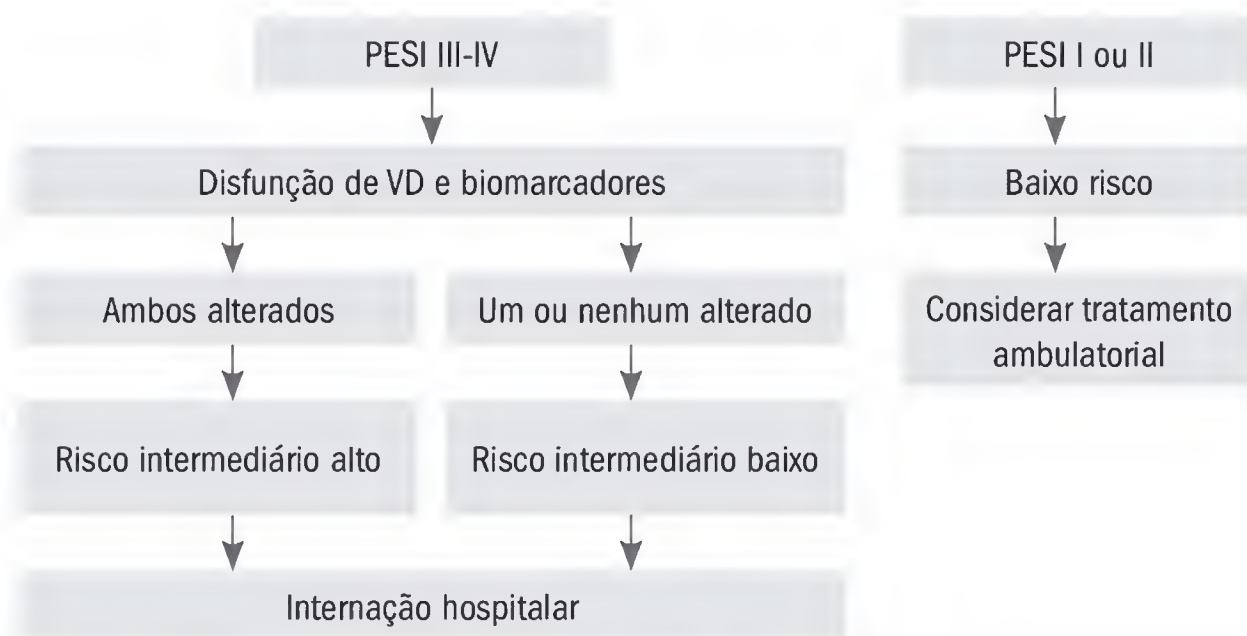 PESI III-IV
Disfunção de VD e biomarcadores
Ambos alterados
Um ou nenhum alterado
Risco intermediário alto
Risco intermediário baixo
Internação hospitalar
PESI I ou II
Baixo risco
Considerar tratamento
ambulatorial